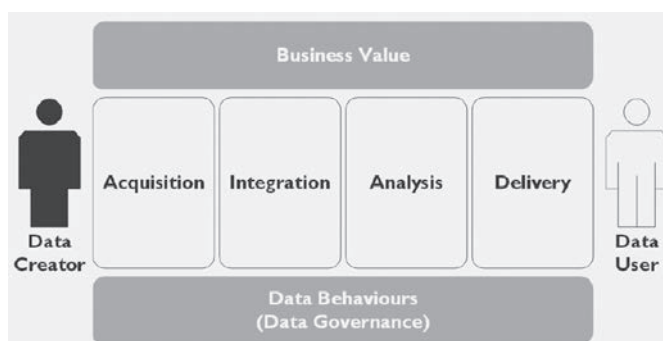 Business Value
Acquisition
Integration
Analysis
Delivery
Data
Creator
Data
User
Data Behaviours
(Data Governance)